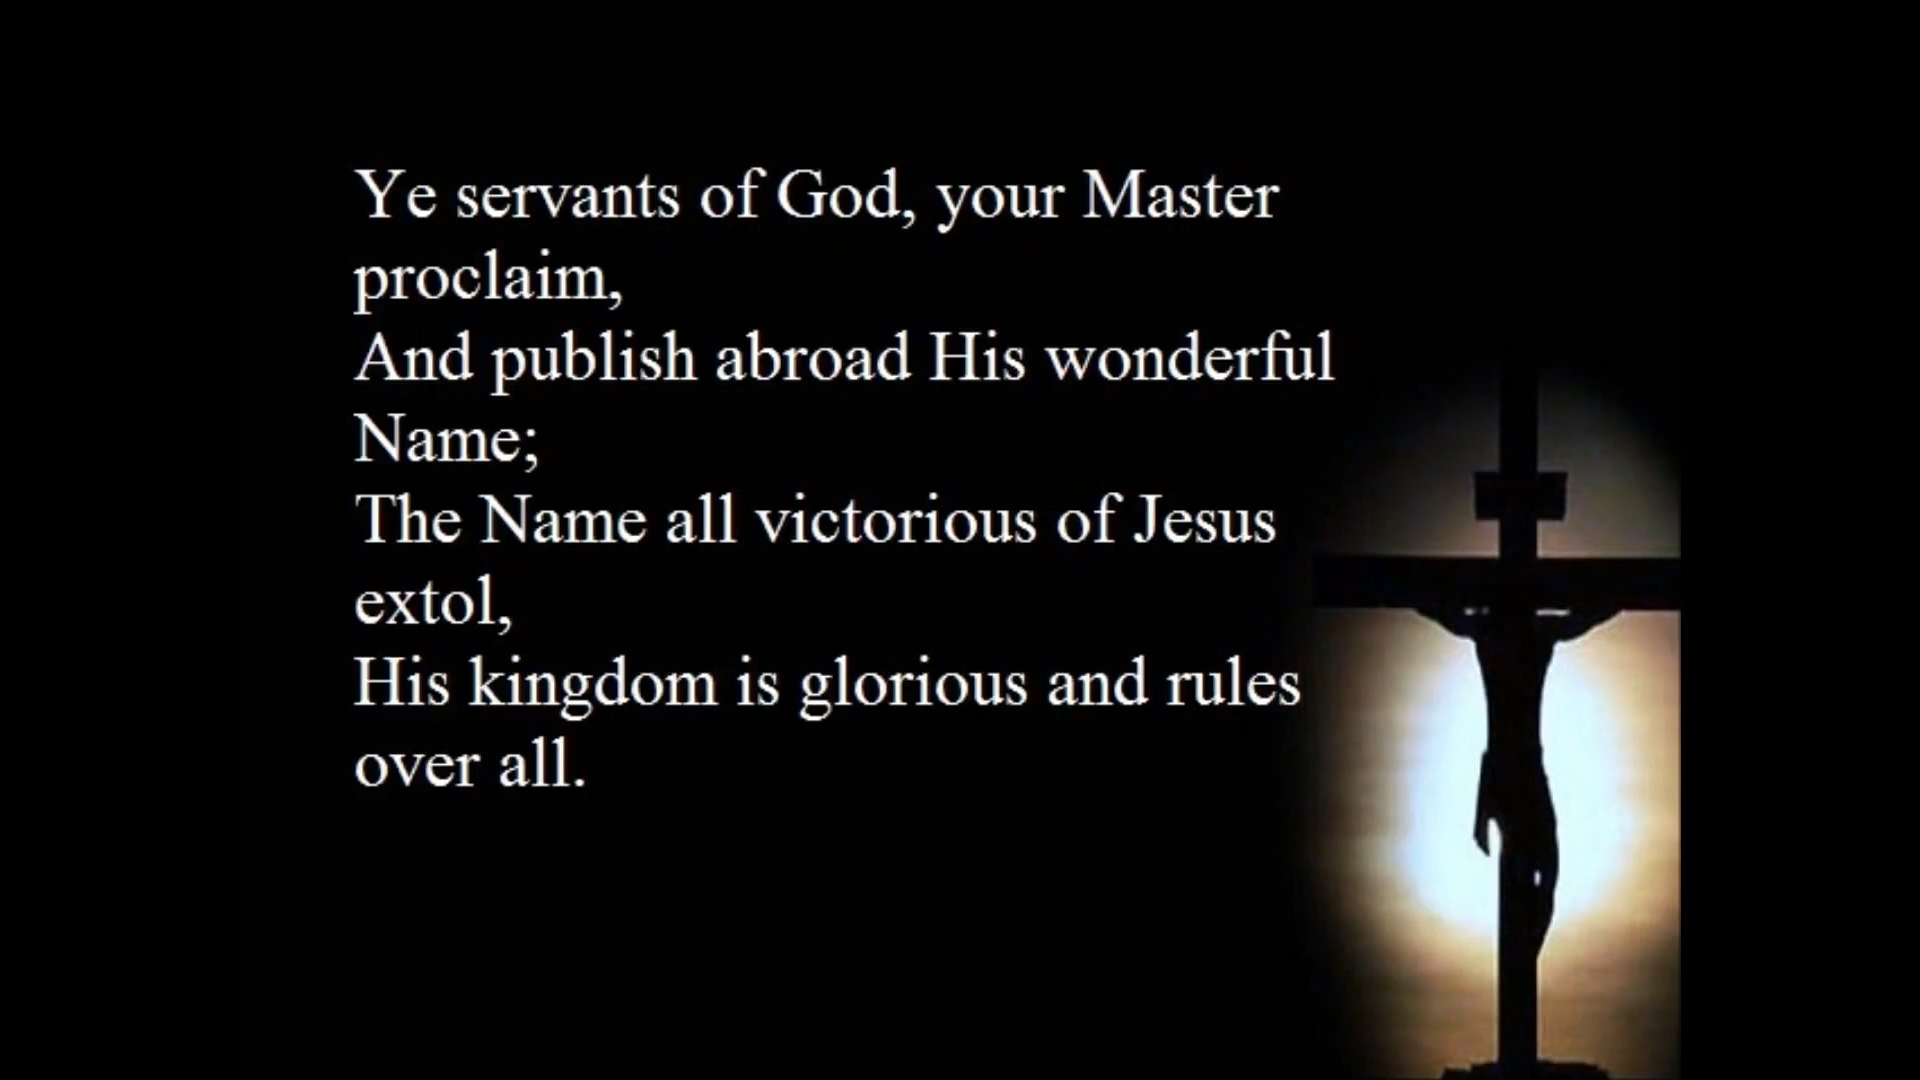 Ye servants of God, your Master
proclaim,
And publish abroad His wonderful
Name;
The Name all victorious of Jesus
extol,
His kingdom is glorious and rules
over all.